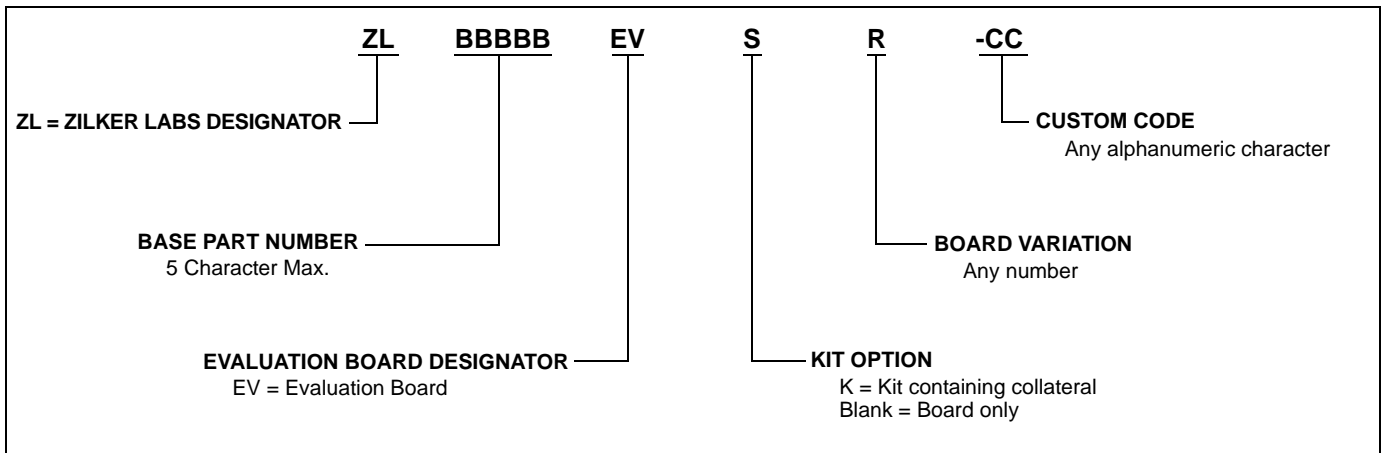 ZL BBBBB EV S R -CC
ZL = ZILKER LABS DESIGNATOR
CUSTOM CODE
Any alphanumeric character
BASE PART NUMBER
5 Character Max.
BOARD VARIATION
Any number
EVALUATION BOARD DESIGNATOR
EV = Evaluation Board
KIT OPTION
K = Kit containing collateral
Blank = Board only